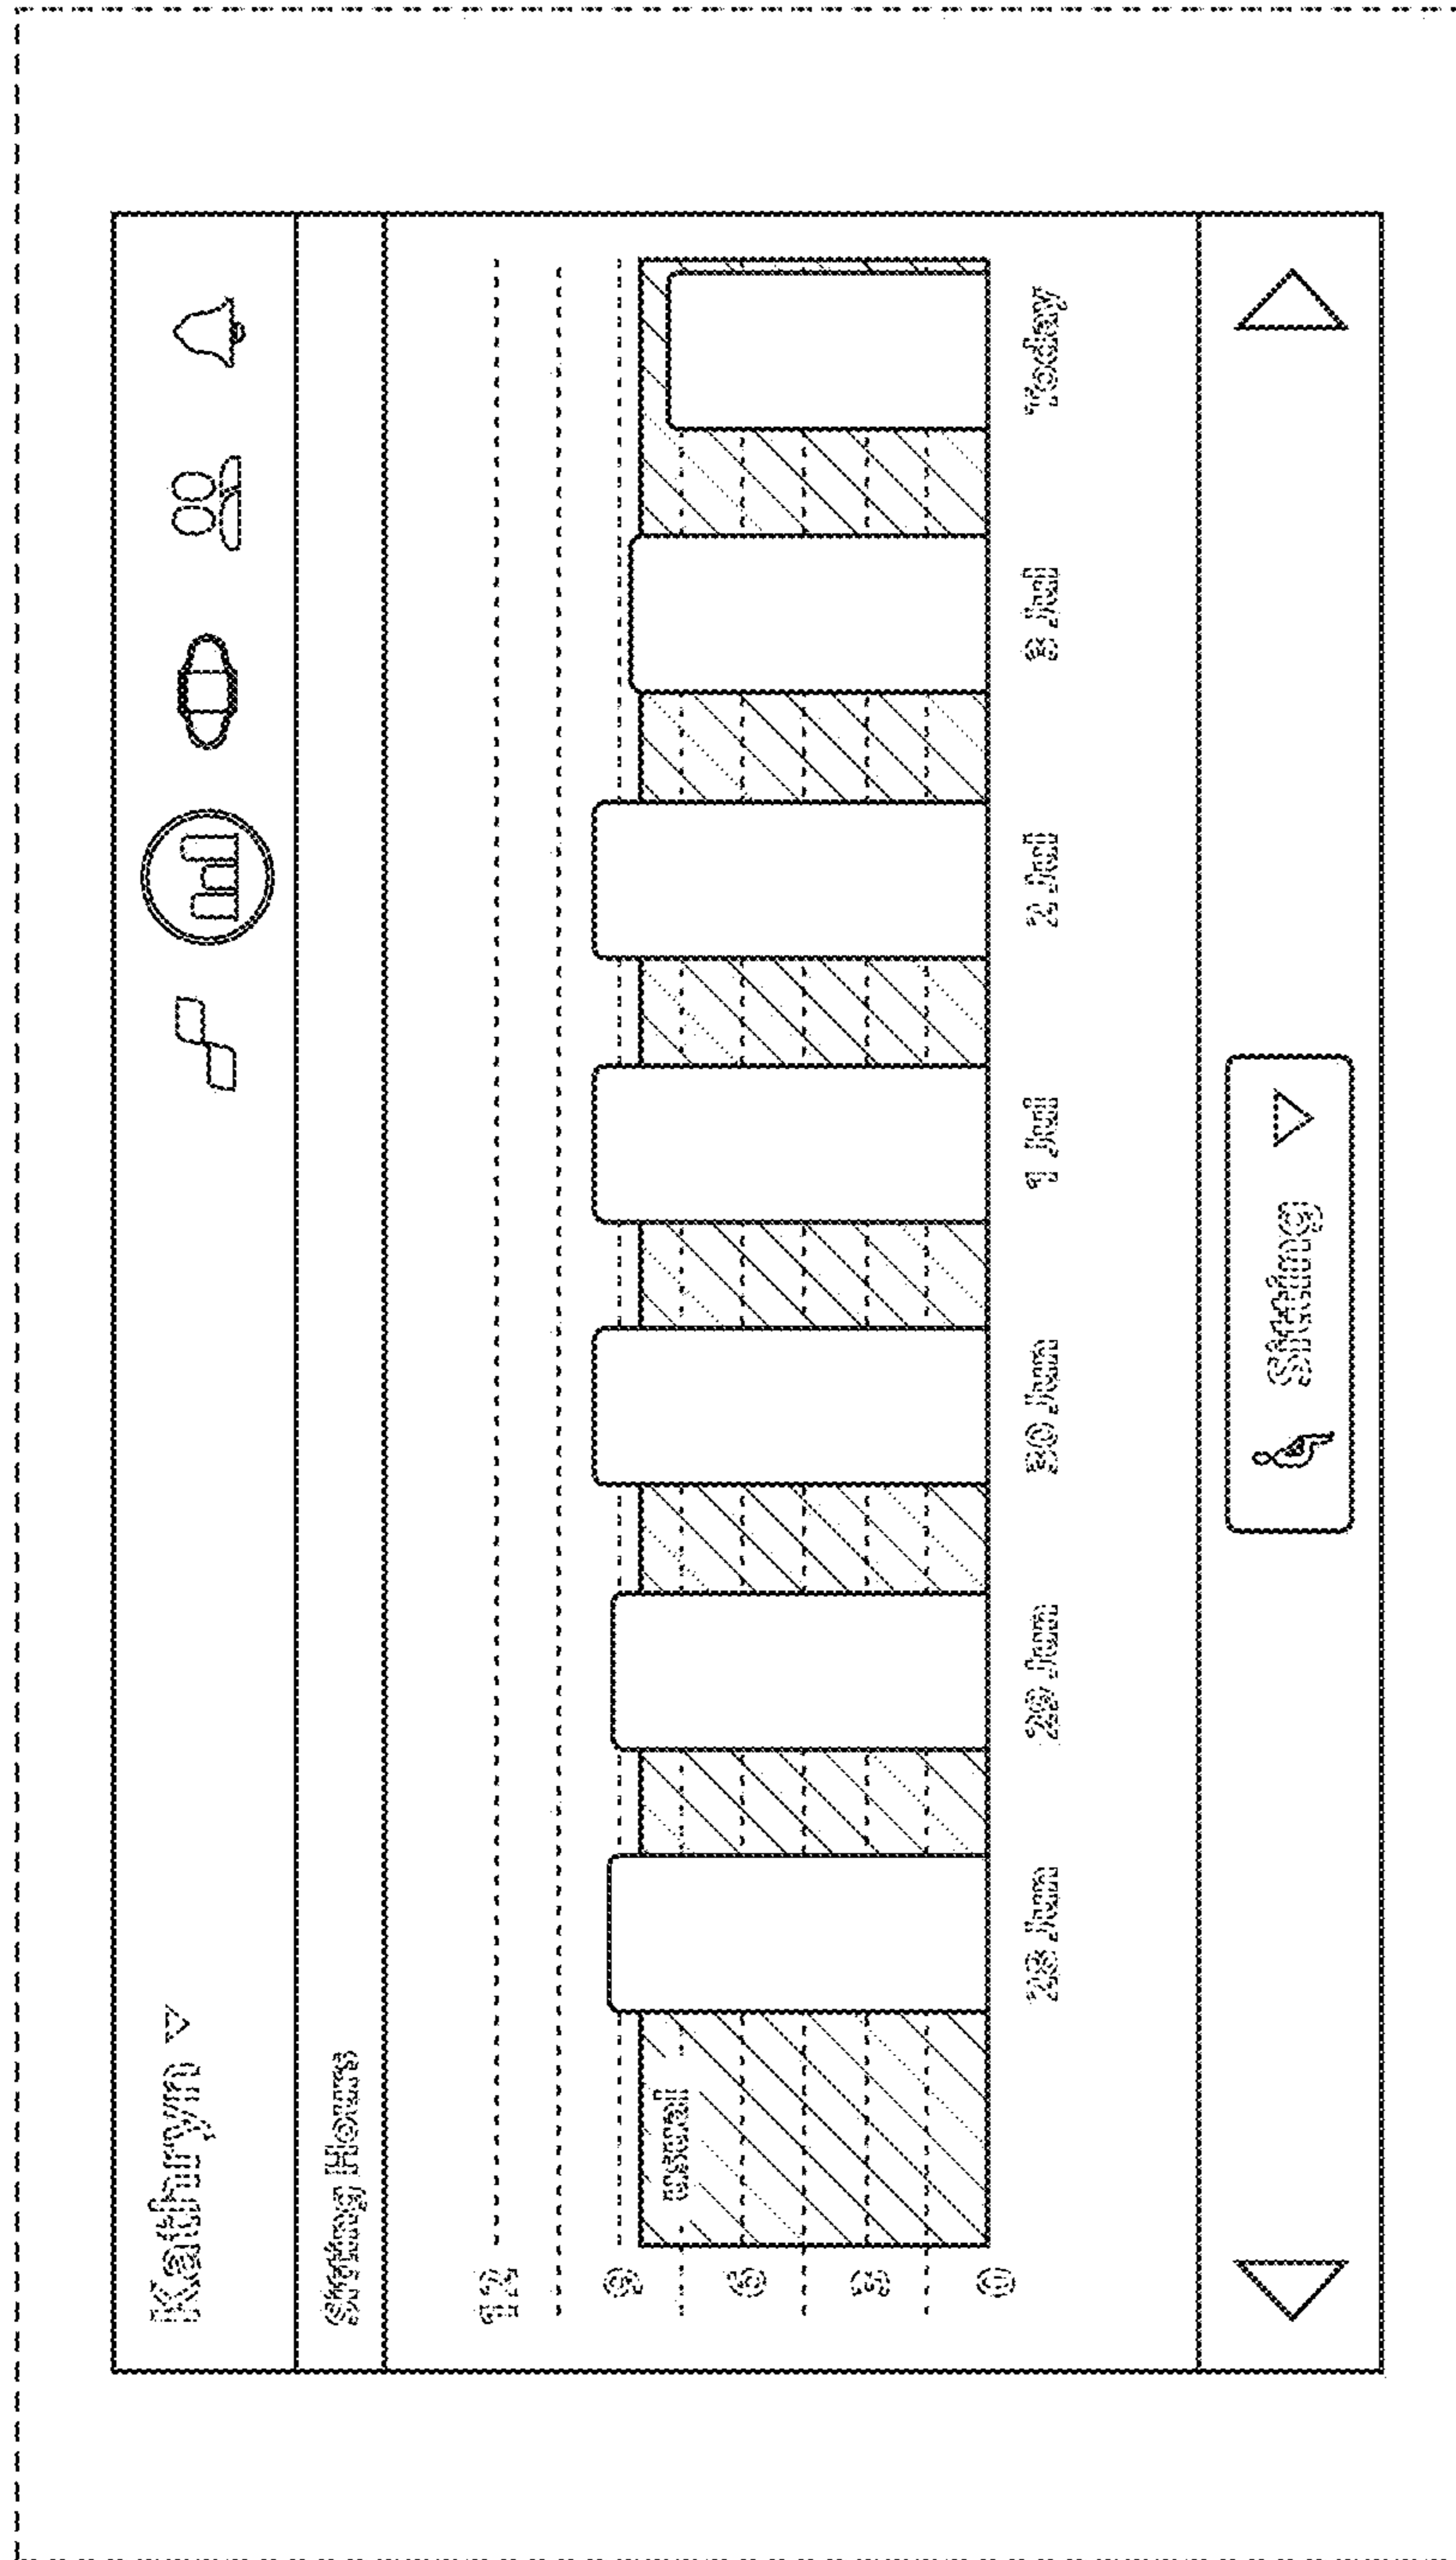 Kathryn
Sitting Hours
12
9
6
3
0
usual
28 Jun
29 Jun
30 Jun
1 Jul
2 Jul
3 Jul
Today
Sitting